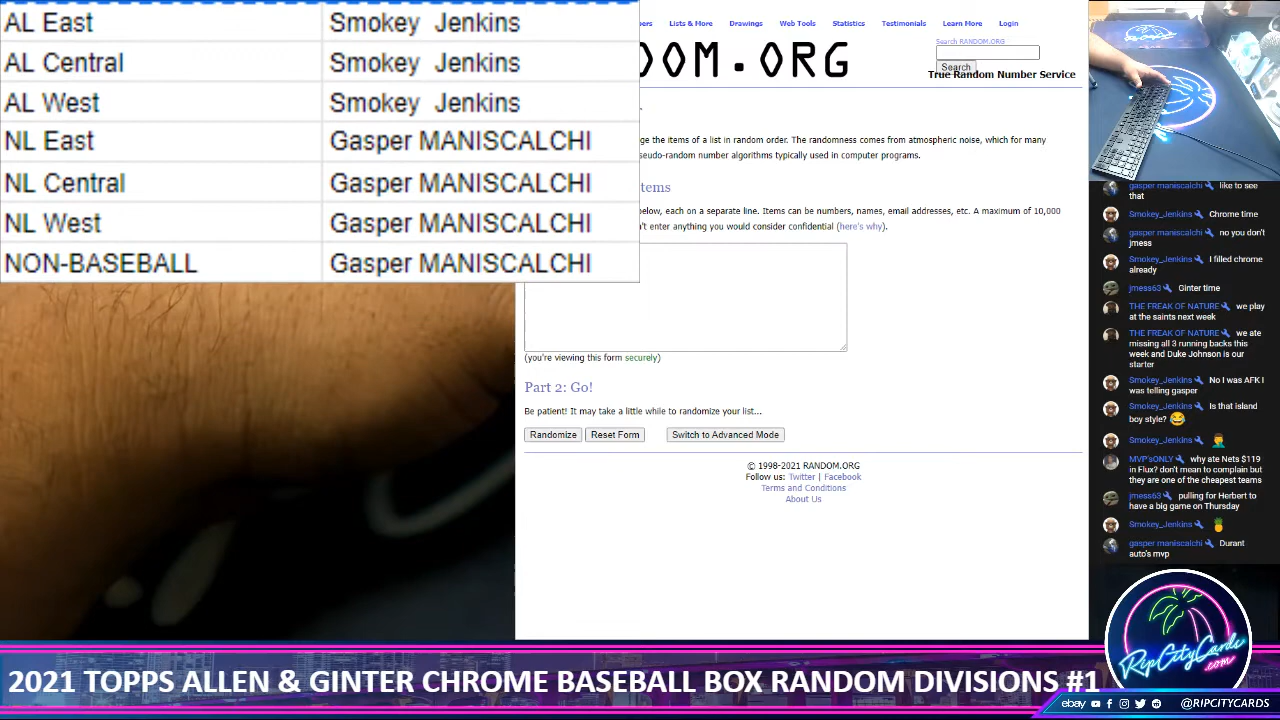 AL East Smokey Jenkins
AL Central Smokey Jenkins
AL West Smokey Jenkins
NL East Gasper MANISCALCHI
NL Central Gasper MANISCALCHI
NL West Gasper MANISCALCHI
NON-BASEBALL Gasper MANISCALCHI
Lists & More Drawings Web Tools Statistics Testimonials Learn More Login
Search RANDOM.ORG
Search
DOM.ORG
True Random Number Service
ge the items of a list in random order. The randomness comes from atmospheric noise, which for many
seudo-random number algorithms typically used in computer programs.
tems
below, each on a separate line. Items can be numbers, names, email addresses, etc. A maximum of 10,000
't enter anything you would consider confidential (here's why).
(you're viewing this form securely)
Part 2: Go!
Be patient! It may take a little while to randomize your list...
Randomize Reset Form Switch to Advanced Mode
© 1998-2021 RANDOM.ORG
Follow us: Twitter | Facebook
Terms and Conditions
About Us
gasper maniscalchi like to see
that
Smokey_Jenkins Chrome time
gasper maniscalchi no you don't
jmess
Smokey_Jenkins I filled chrome
already
jmess63 Ginter time
THE FREAK OF NATURE we play
at the saints next week
THE FREAK OF NATURE we ate
missing all 3 running backs this
week and Duke Johnson is our
starter
Smokey_Jenkins No I was AFK I
was telling gasper
Smokey_Jenkins Is that island
boy style? 😂
Smokey_Jenkins 🤦‍♂️
MVP'sONLY why ate Nets $119
in Flux? don't mean to complain but
they are one of the cheapest teams
jmess63 pulling for Herbert to
have a big game on Thursday
Smokey_Jenkins 🍍
gasper maniscalchi Durant
auto's mvp
RipCityCards
.com
2021 TOPPS ALLEN & GINTER CHROME BASEBALL BOX RANDOM DIVISIONS #1
ebay @RIPCITYCARDS